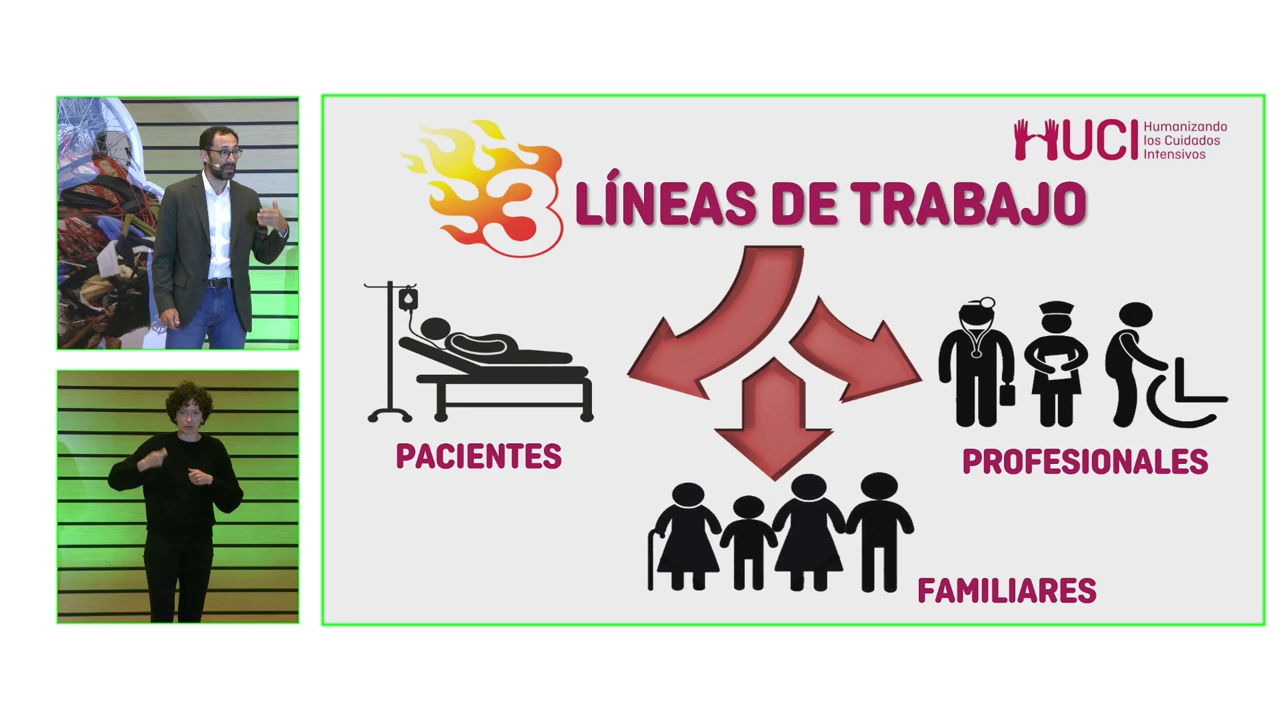 HUCI
Humanizando
los Cuidados
Intensivos
3 LÍNEAS DE TRABAJO
PACIENTES
PROFESIONALES
FAMILIARES